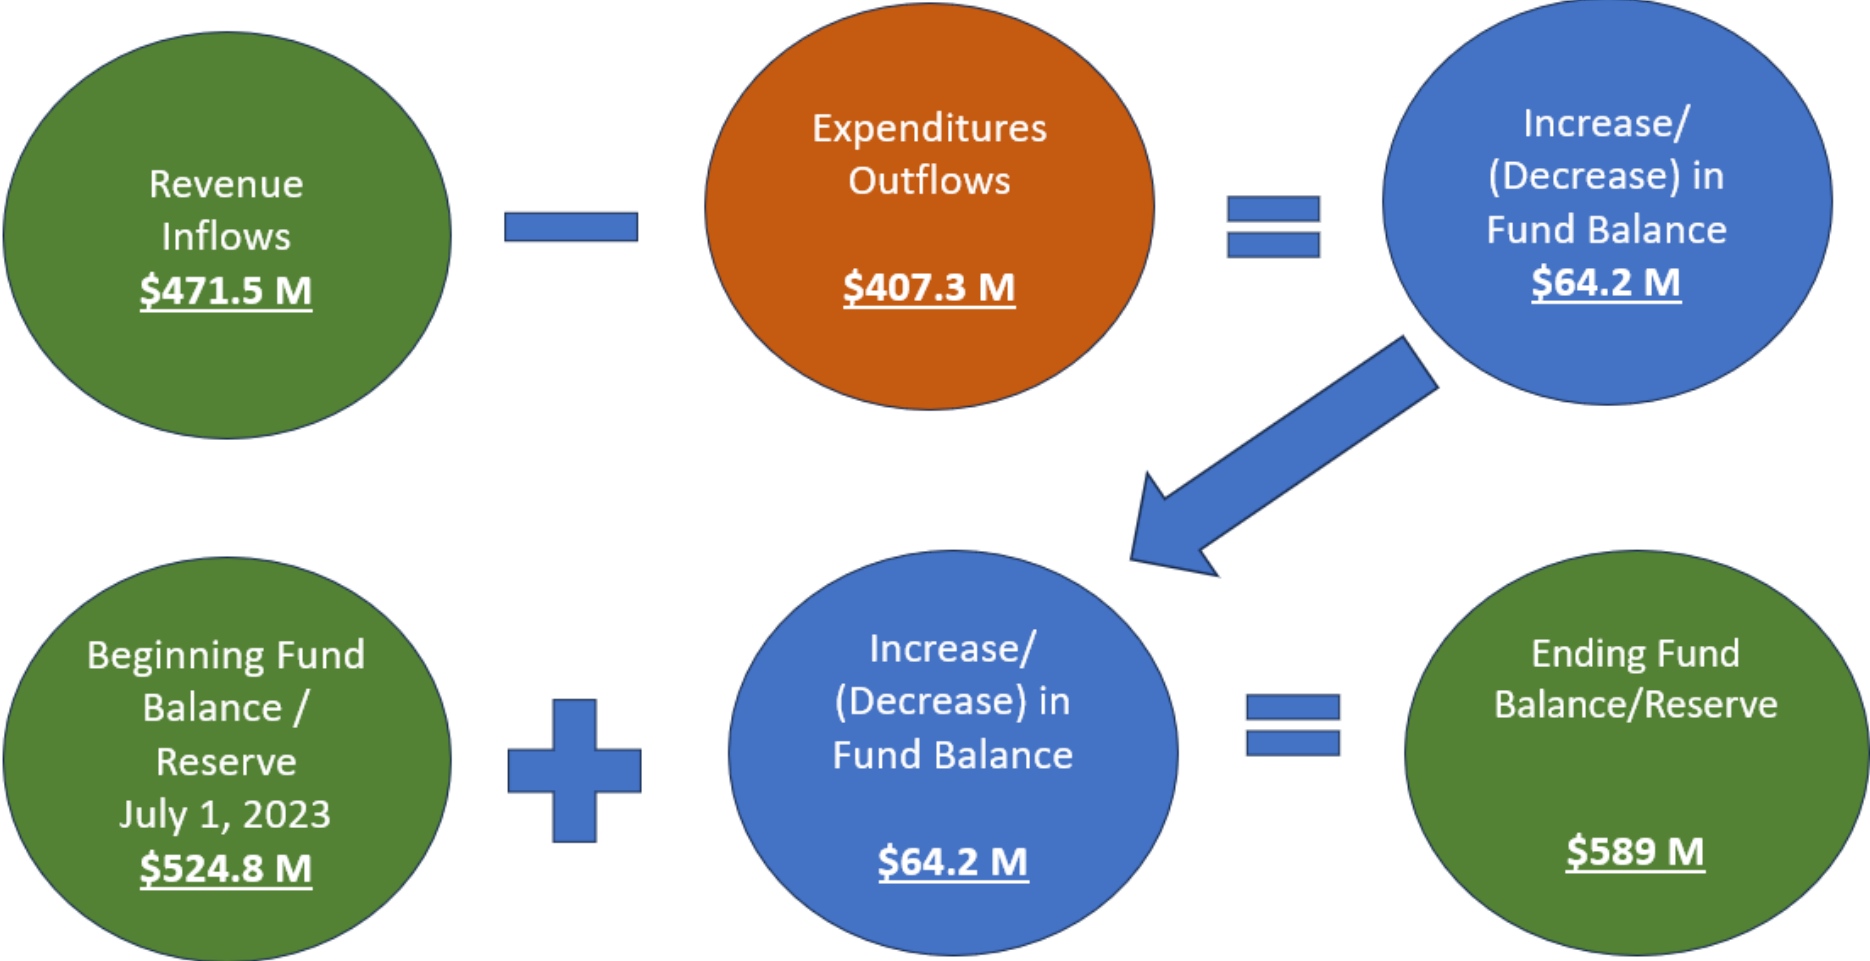 Revenue
Inflows
$471.5 M
Expenditures
Outflows
$407.3 M
Increase/
(Decrease) in
Fund Balance
$64.2 M
Beginning Fund
Balance /
Reserve
July 1, 2023
$524.8 M
Increase/
(Decrease) in
Fund Balance
$64.2 M
Ending Fund
Balance/Reserve
$589 M